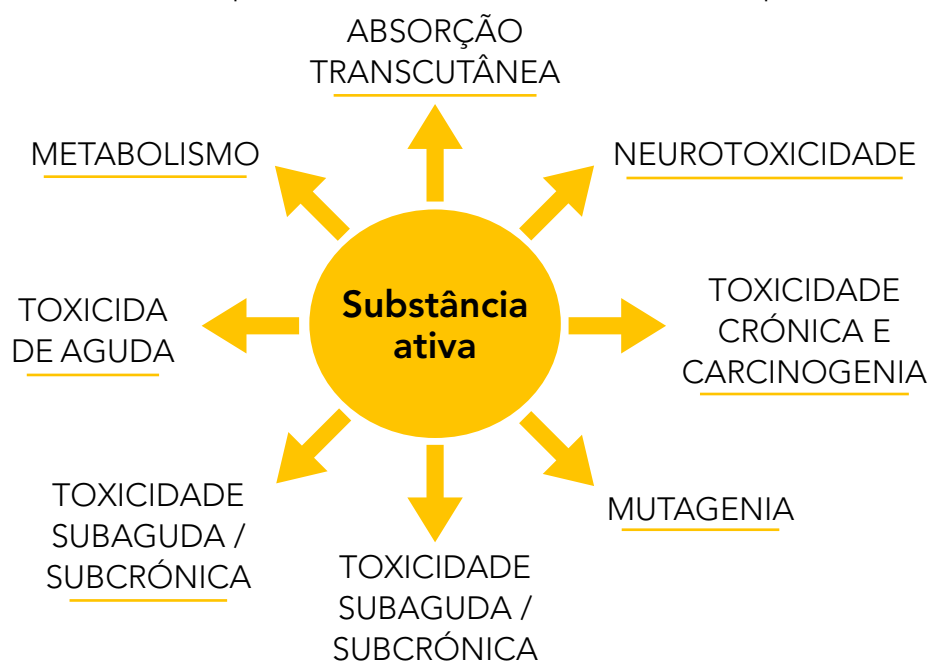 ABSORÇÃO
TRANSCUTÂNEA
METABOLISMO
NEUROTOXICIDADE
Substância
ativa
TOXICIDA
DE AGUDA
TOXICIDADE
CRÓNICA E
CARCINOGENIA
TOXICIDADE
SUBAGUDA /
SUBCRÓNICA
MUTAGENIA
TOXICIDADE
SUBAGUDA /
SUBCRÓNICA